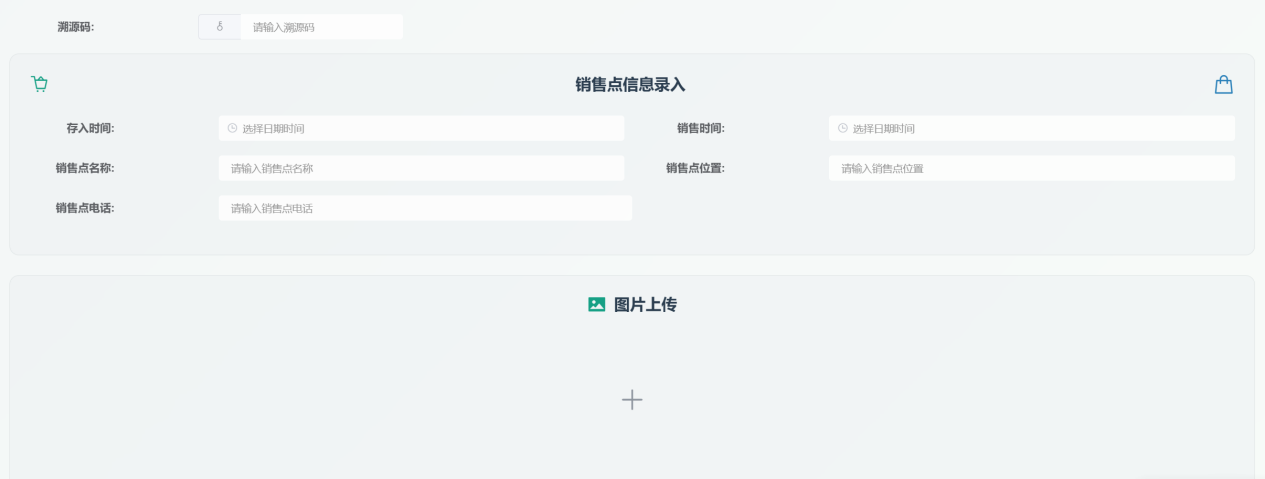 溯源码: 请输入溯源码
销售点信息录入
存入时间: 选择日期时间 销售时间: 选择日期时间
销售点名称: 请输入销售点名称 销售点位置: 请输入销售点位置
销售点电话: 请输入销售点电话
图片上传